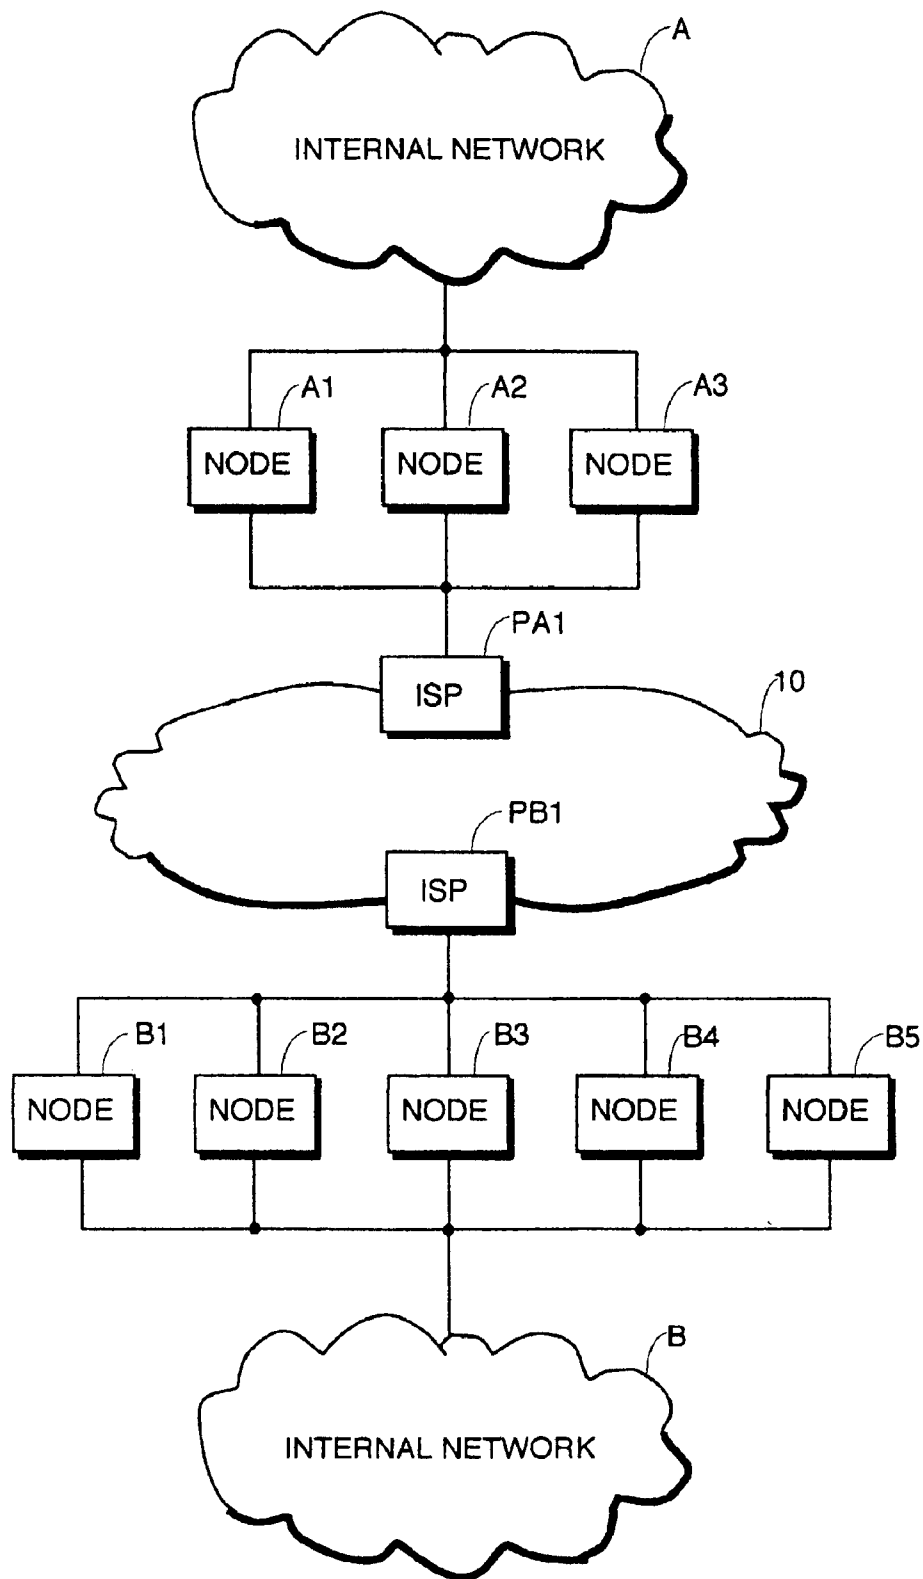 A
INTERNAL NETWORK
A1
A2
A3
NODE
NODE
NODE
PA1
ISP
10
PB1
ISP
B1
B2
B3
B4
B5
NODE
NODE
NODE
NODE
NODE
B
INTERNAL NETWORK